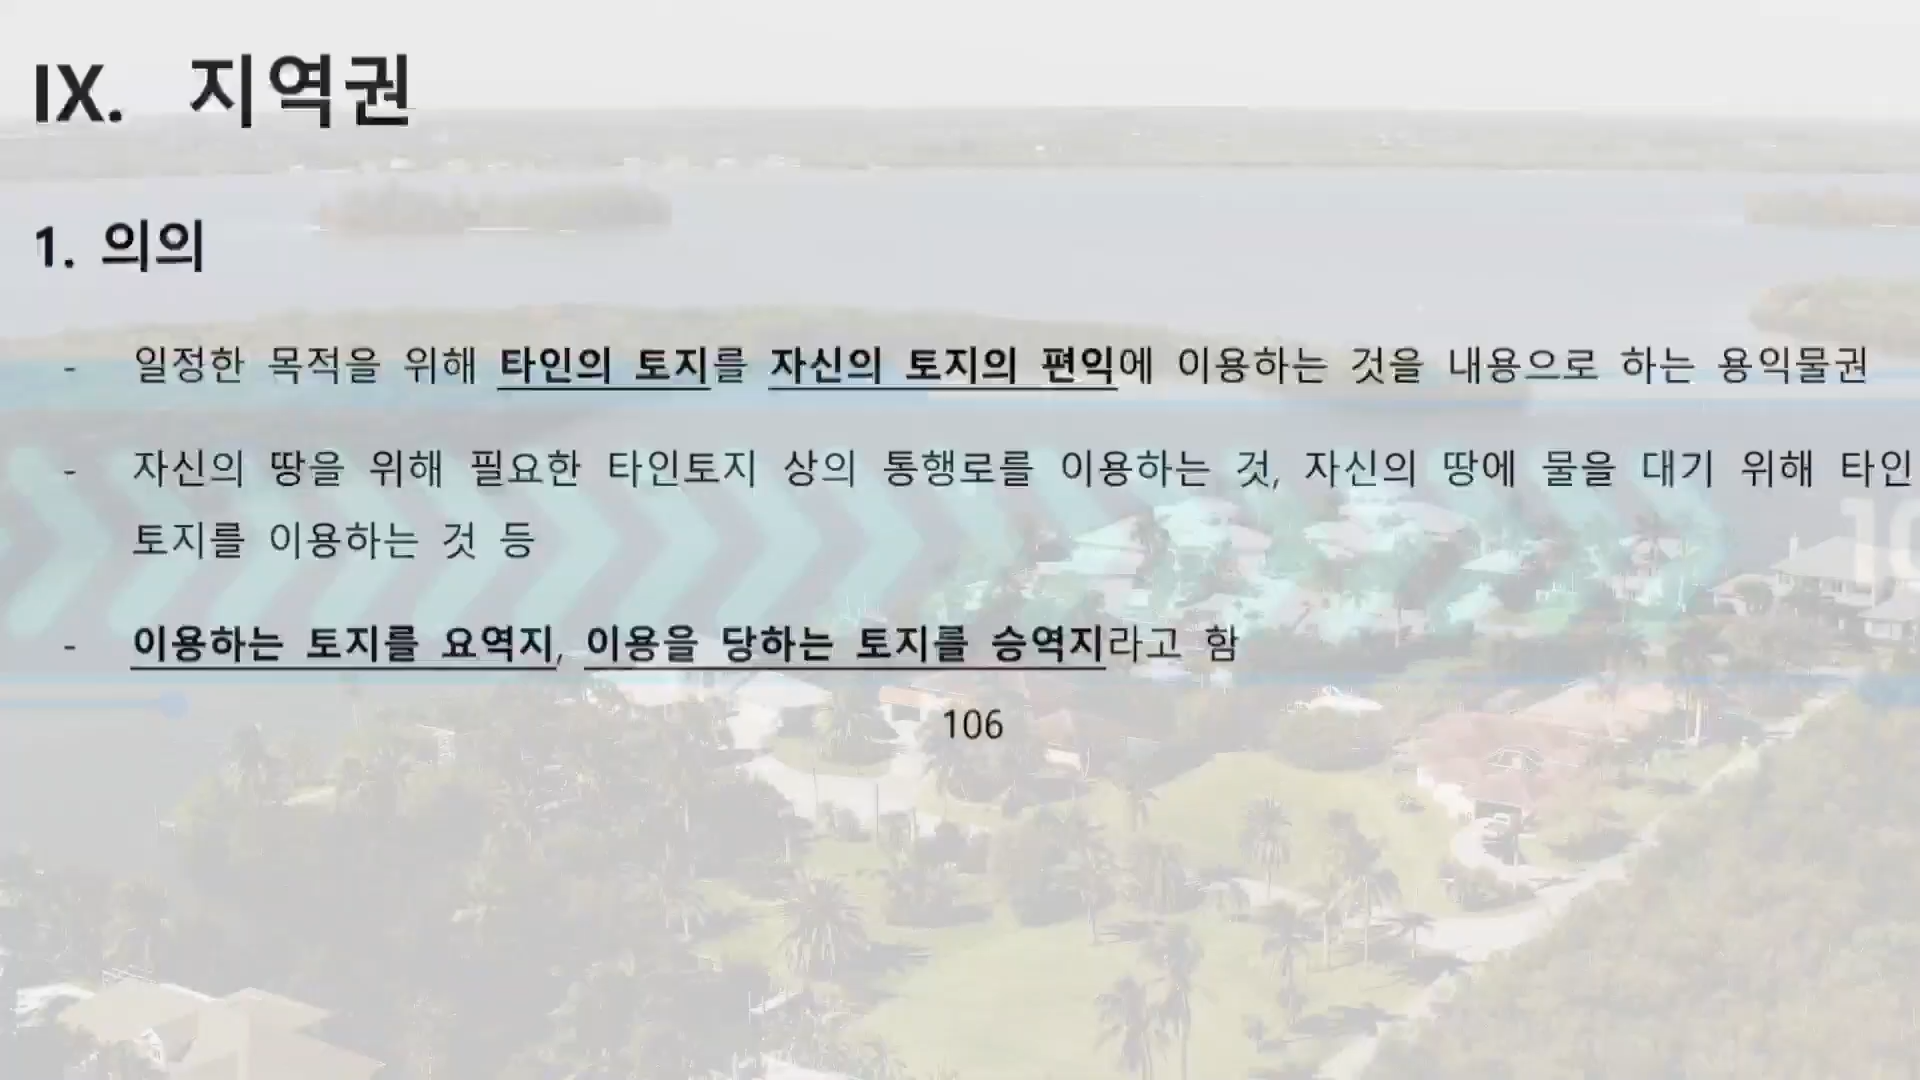 IX. 지역권
1. 의의
- 일정한 목적을 위해 타인의 토지를 자신의 토지의 편익에 이용하는 것을 내용으로 하는 용익물권
- 자신의 땅을 위해 필요한 타인토지 상의 통행로를 이용하는 것, 자신의 땅에 물을 대기 위해 타인
토지를 이용하는 것 등
- 이용하는 토지를 요역지, 이용을 당하는 토지를 승역지라고 함
106